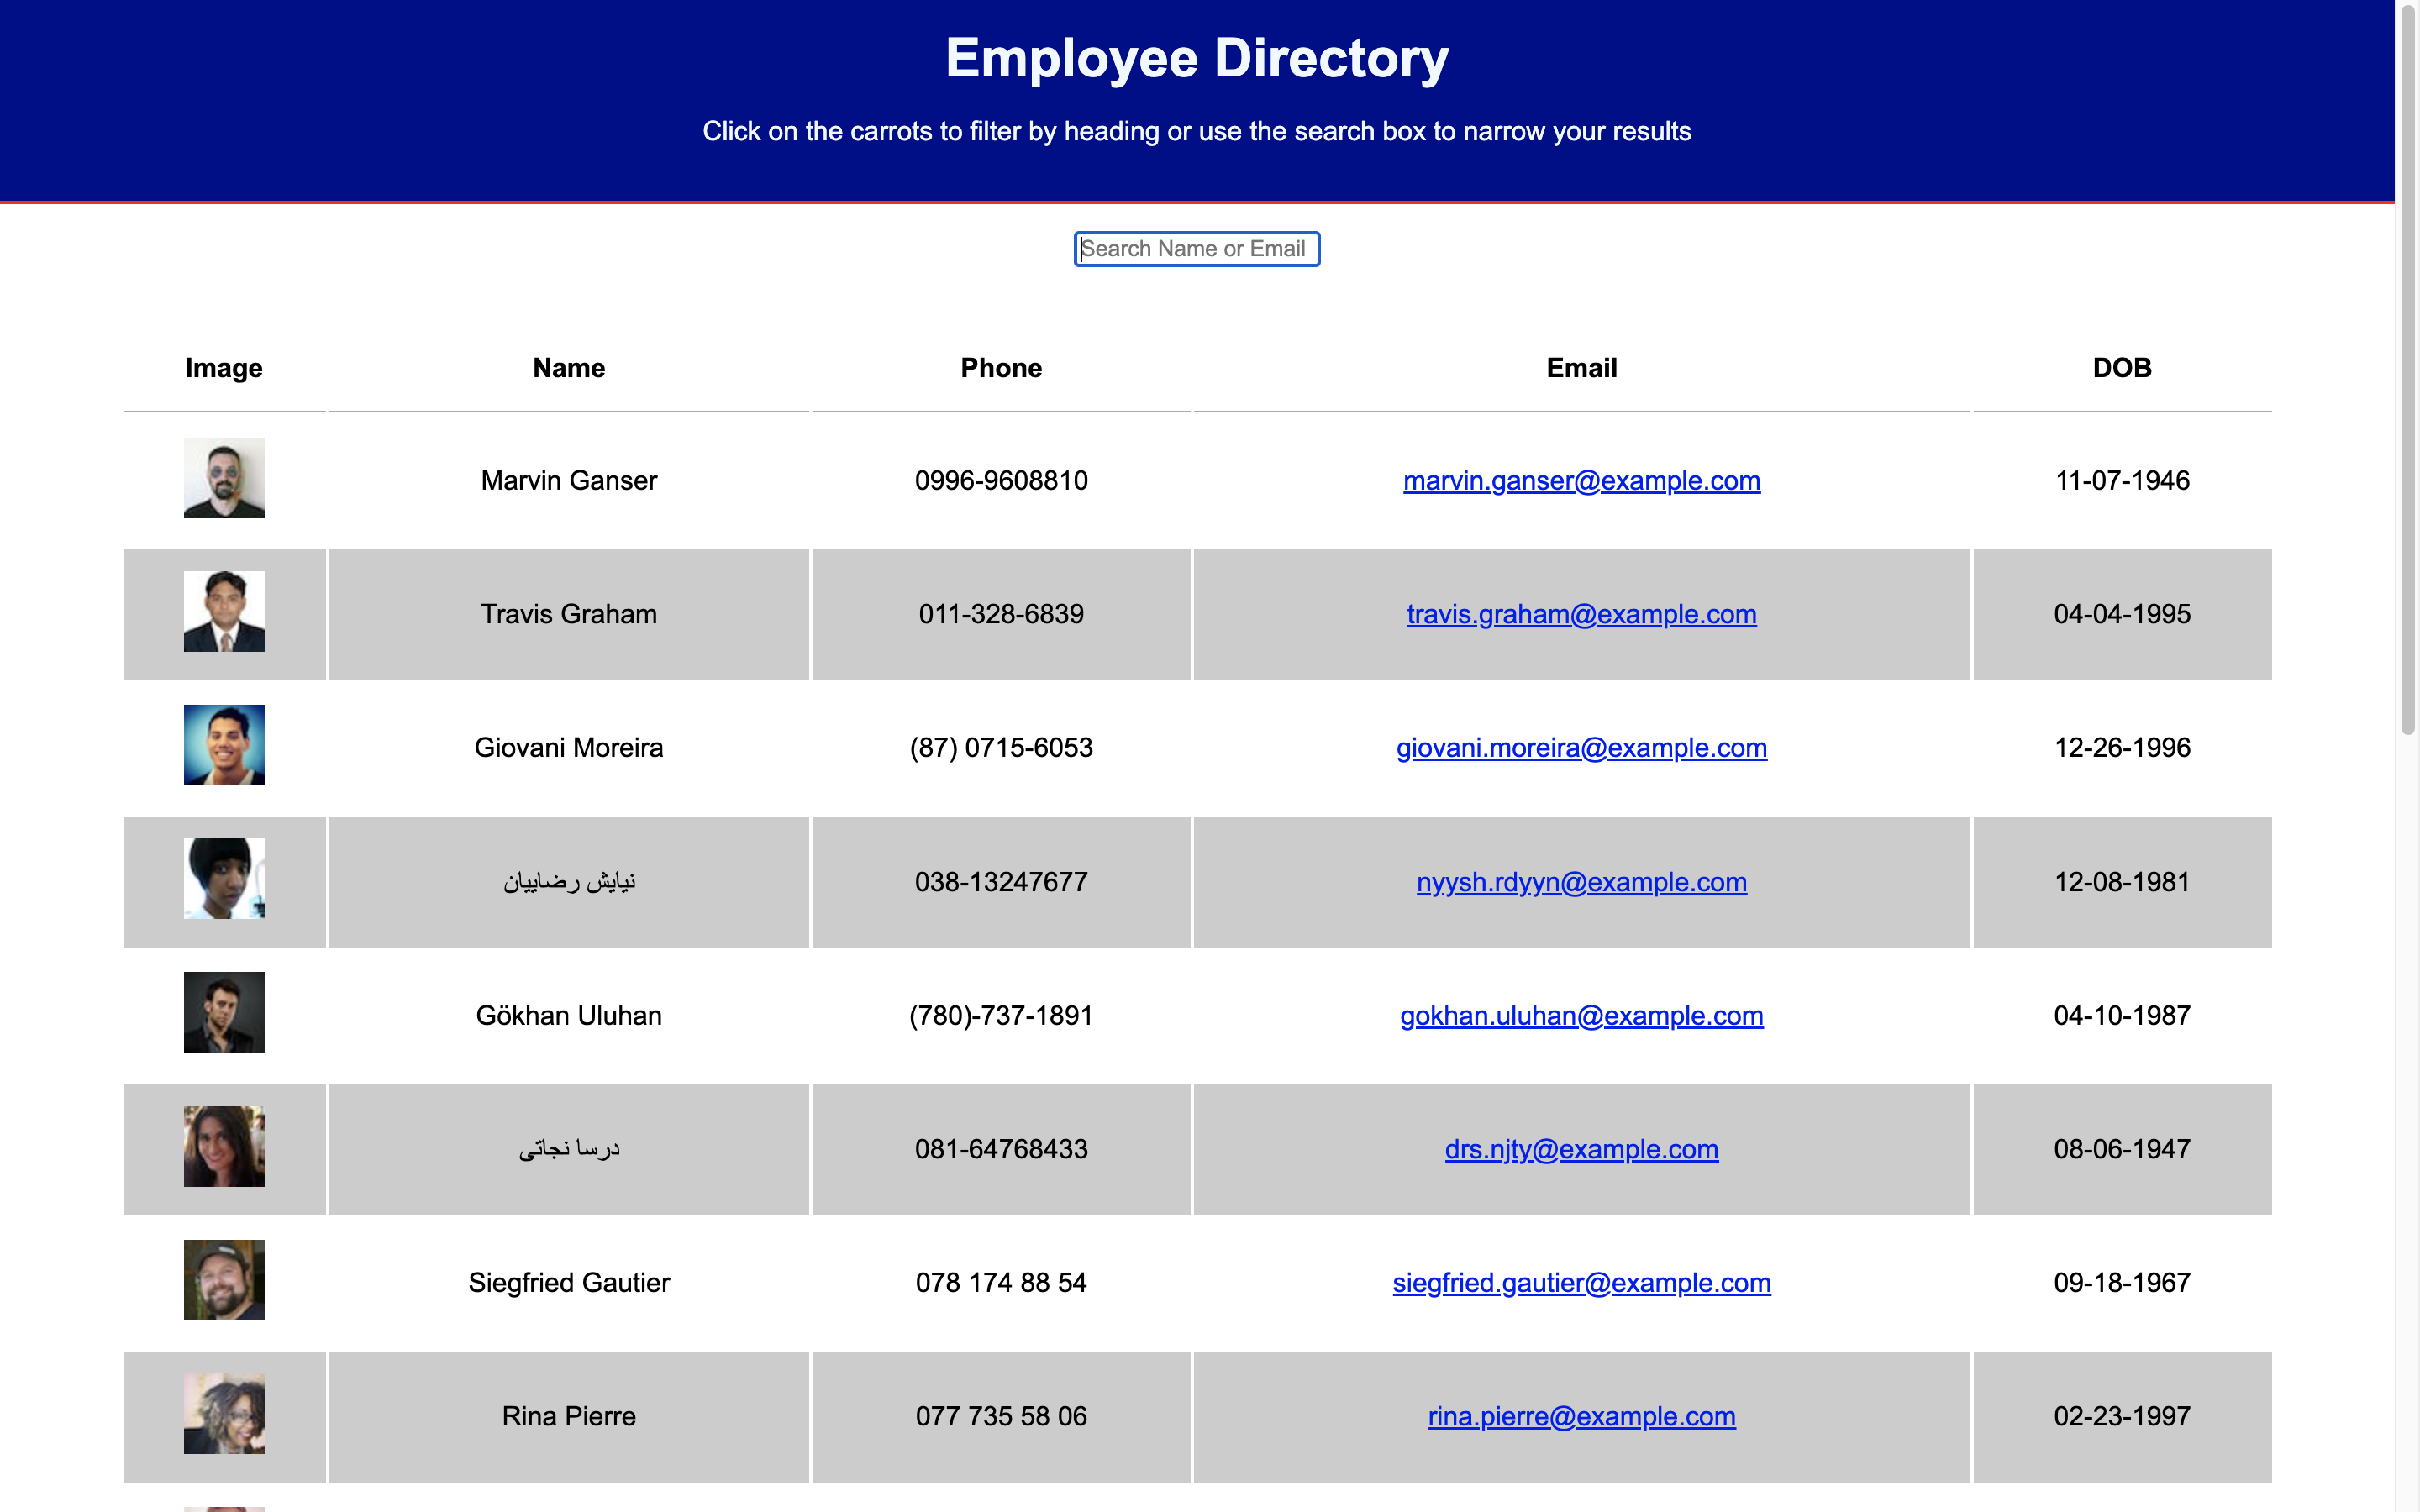 Employee Directory
Click on the carrots to filter by heading or use the search box to narrow your results
Search Name or Email
Image Name Phone Email DOB
Marvin Ganser 0996-9608810 marvin.ganser@example.com 11-07-1946
Travis Graham 011-328-6839 travis.graham@example.com 04-04-1995
Giovani Moreira (87) 0715-6053 giovani.moreira@example.com 12-26-1996
نیایش رضاییان 038-13247677 nyysh.rdyyn@example.com 12-08-1981
Gökhan Uluhan (780)-737-1891 gokhan.uluhan@example.com 04-10-1987
درسا نجاتی 081-64768433 drs.njty@example.com 08-06-1947
Siegfried Gautier 078 174 88 54 siegfried.gautier@example.com 09-18-1967
Rina Pierre 077 735 58 06 rina.pierre@example.com 02-23-1997